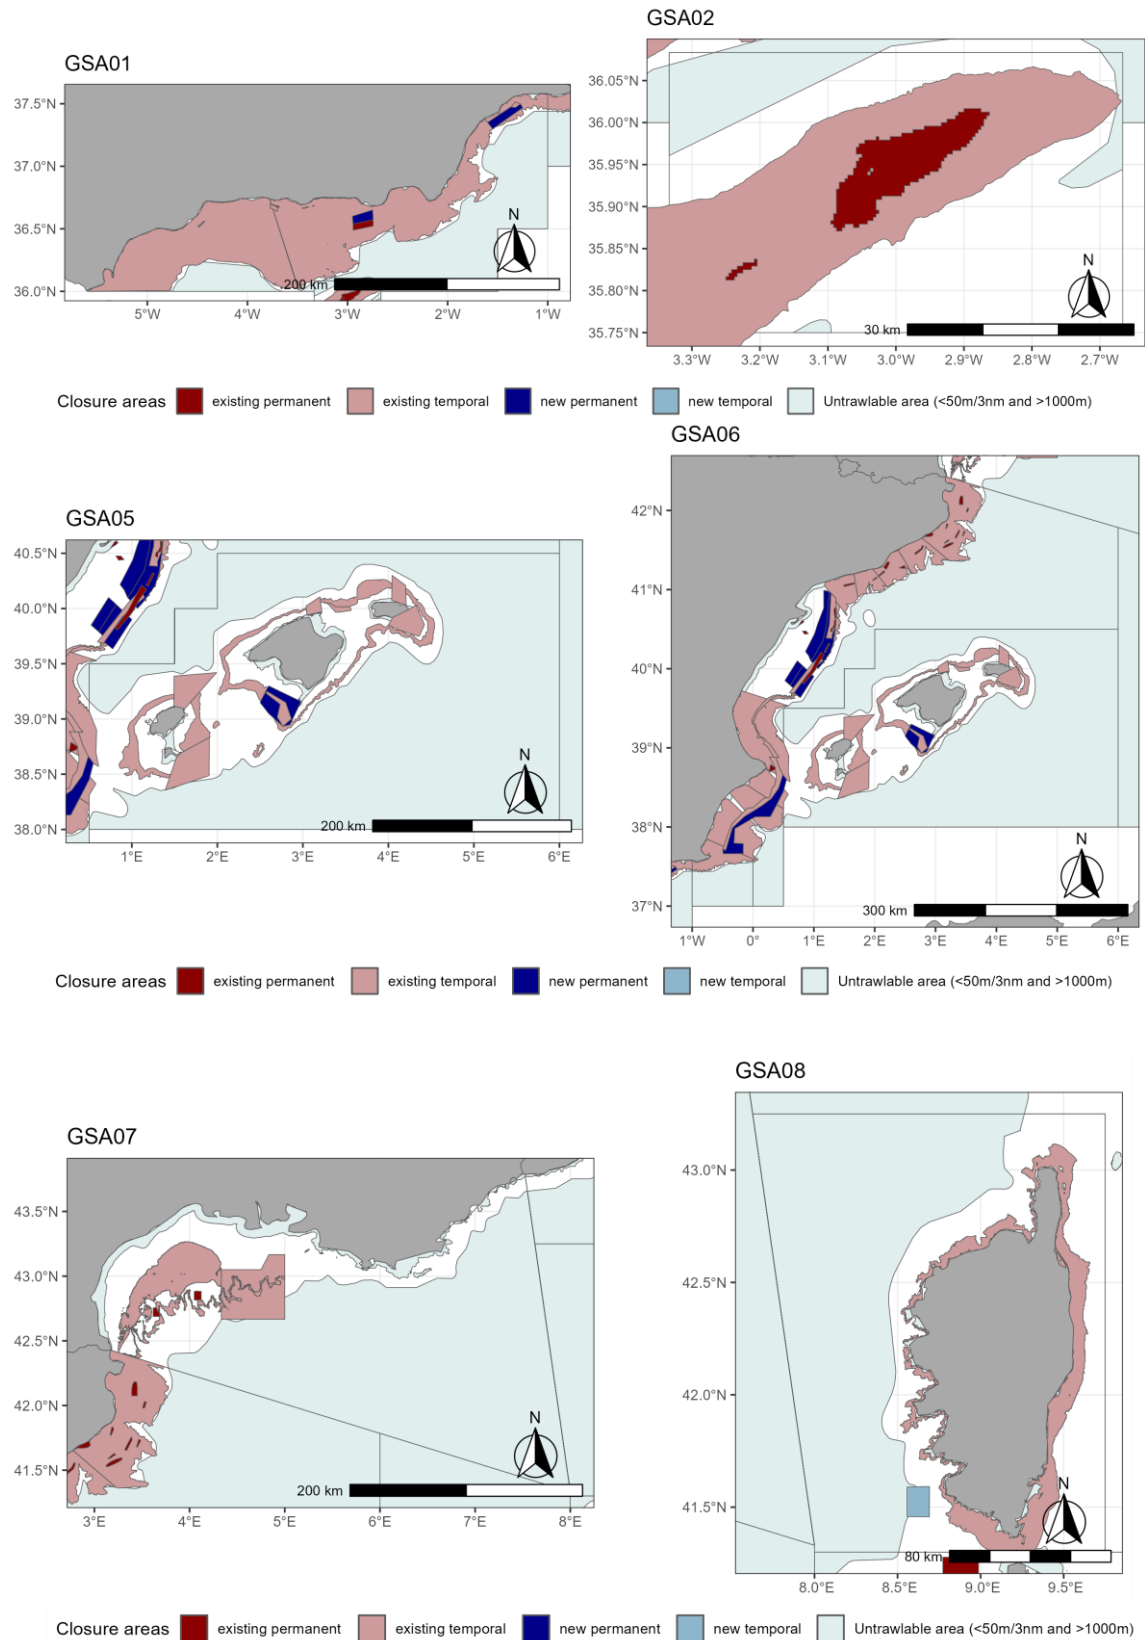 GSA01
37.5°N
37.0°N
36.5°N
36.0°N
N
200 km
5°W 4°W 3°W 2°W 1°W
GSA02
36.05°N
36.00°N
35.95°N
35.90°N
35.85°N
35.80°N
35.75°N
N
30 km
3.3°W 3.2°W 3.1°W 3.0°W 2.9°W 2.8°W 2.7°W
Closure areas existing permanent existing temporal new permanent new temporal Untrawlable area (<50m/3nm and >1000m)
GSA05
40.5°N
40.0°N
39.5°N
39.0°N
38.5°N
38.0°N
N
200 km
1°E 2°E 3°E 4°E 5°E 6°E
GSA06
42°N
41°N
40°N
39°N
38°N
37°N
N
300 km
1°W 0° 1°E 2°E 3°E 4°E 5°E 6°E
Closure areas existing permanent existing temporal new permanent new temporal Untrawlable area (<50m/3nm and >1000m)
GSA07
43.5°N
43.0°N
42.5°N
42.0°N
41.5°N
N
200 km
3°E 4°E 5°E 6°E 7°E 8°E
GSA08
43.0°N
42.5°N
42.0°N
41.5°N
N
80 km
8.0°E 8.5°E 9.0°E 9.5°E
Closure areas existing permanent existing temporal new permanent new temporal Untrawlable area (<50m/3nm and >1000m)